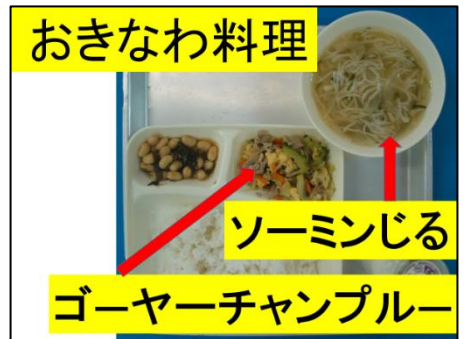 おきなわ料理
ソーミンじる
ゴーヤーチャンプルー